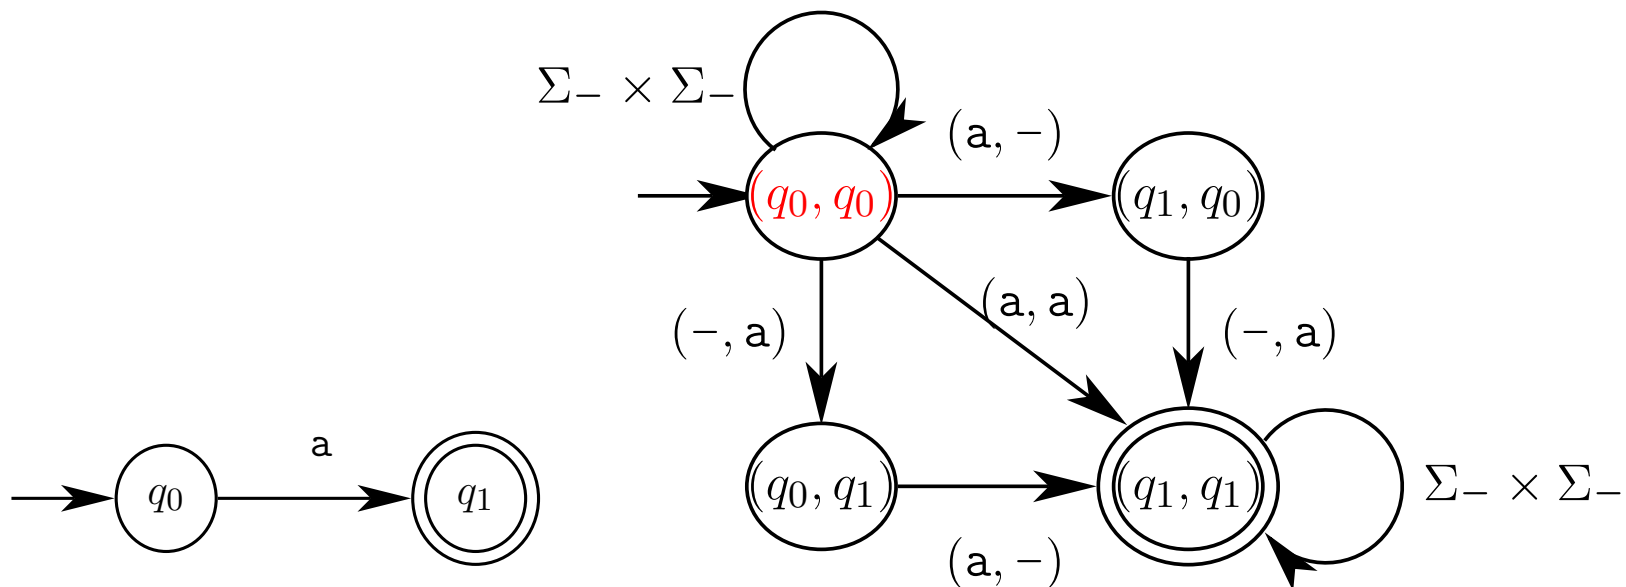 Σ₋ × Σ₋
(a, −)
(q₀, q₀)
(q₁, q₀)
(−, a)
(a, a)
(−, a)
a
q₀
q₁
(q₀, q₁)
(q₁, q₁)
Σ₋ × Σ₋
(a, −)